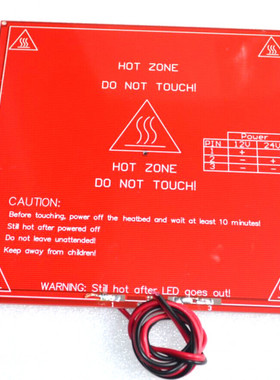 HOT ZONE
DO NOT TOUCH!
HOT ZONE
DO NOT TOUCH!
Power
PIN 12V 24V
1 + +
2 - -
3 -
CAUTION:
Before touching, power off the heatbed and wait at least 10 minutes!
Still hot after powered off
Do not leave unattended!
Keep away from children!
WARNING: Still hot after LED goes out!
3